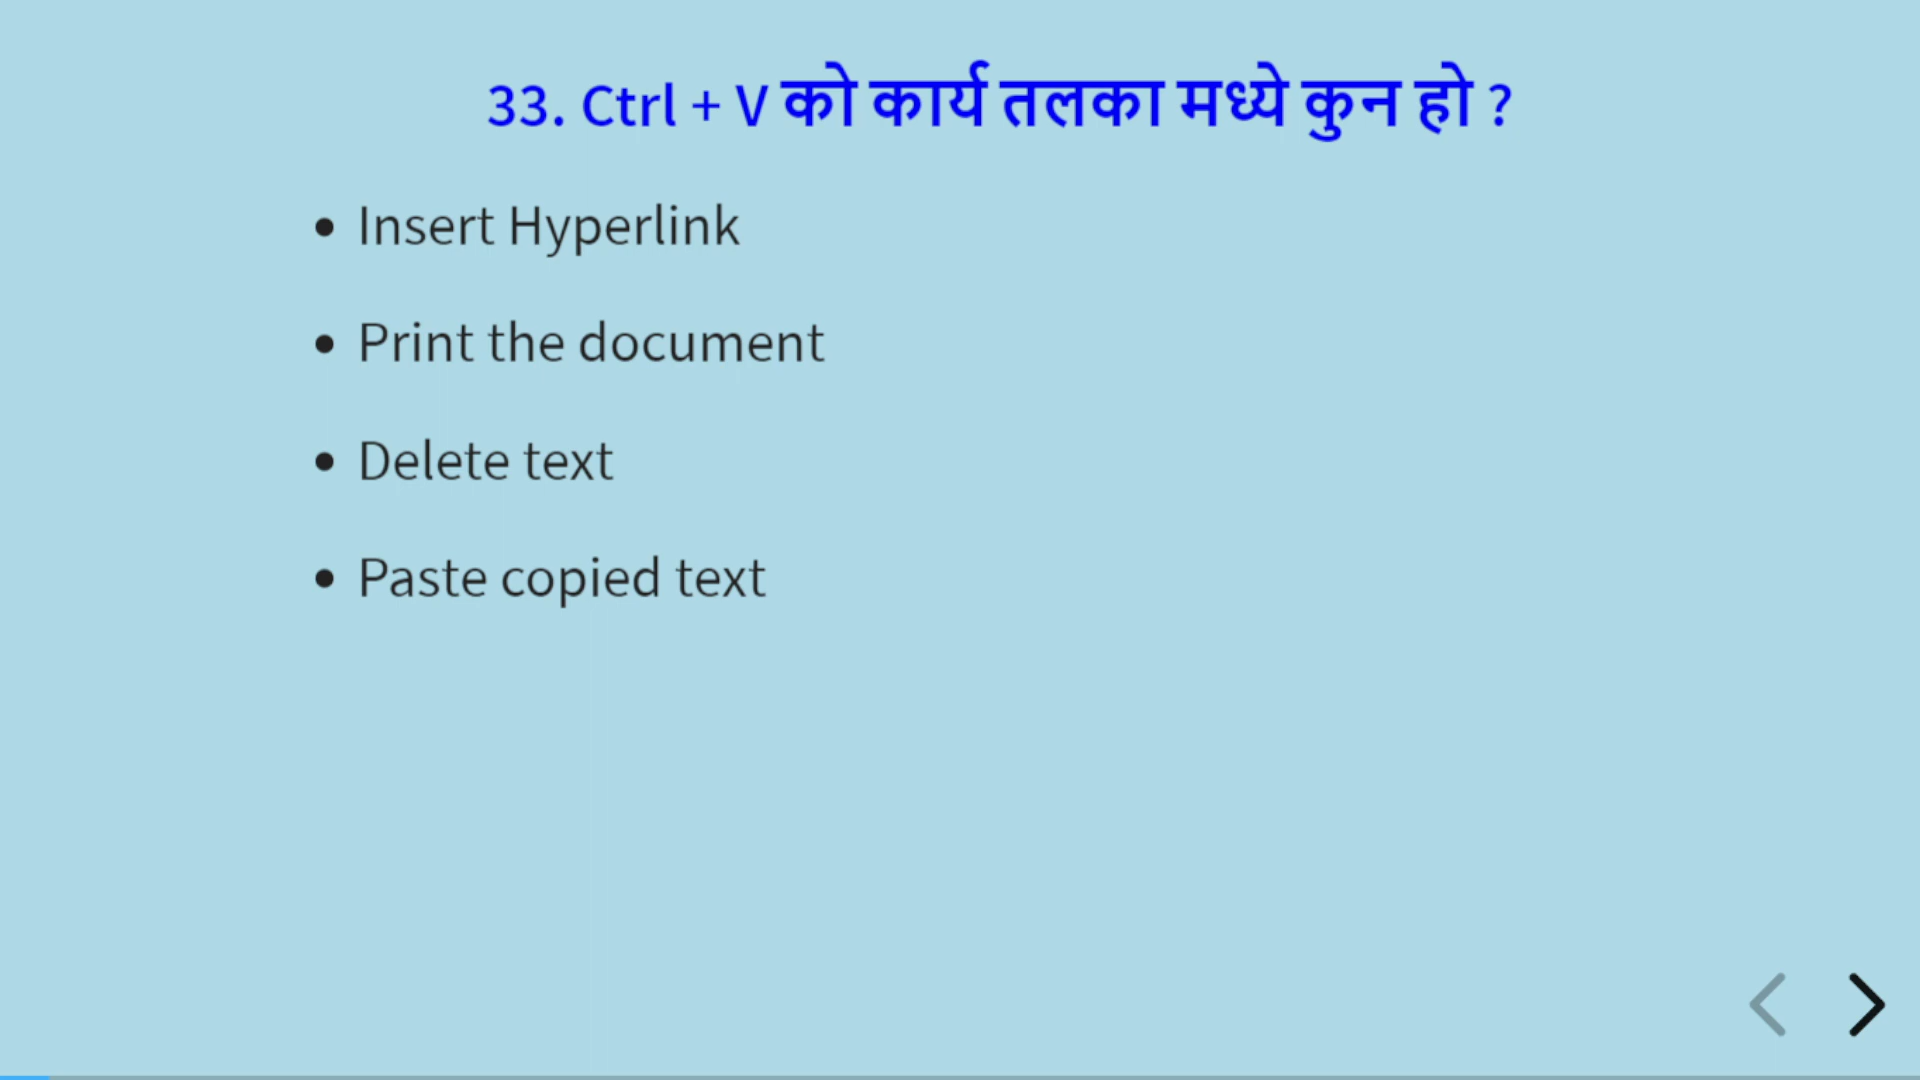 33. Ctrl + V को कार्य तलका मध्ये कुन हो ?
• Insert Hyperlink
• Print the document
• Delete text
• Paste copied text